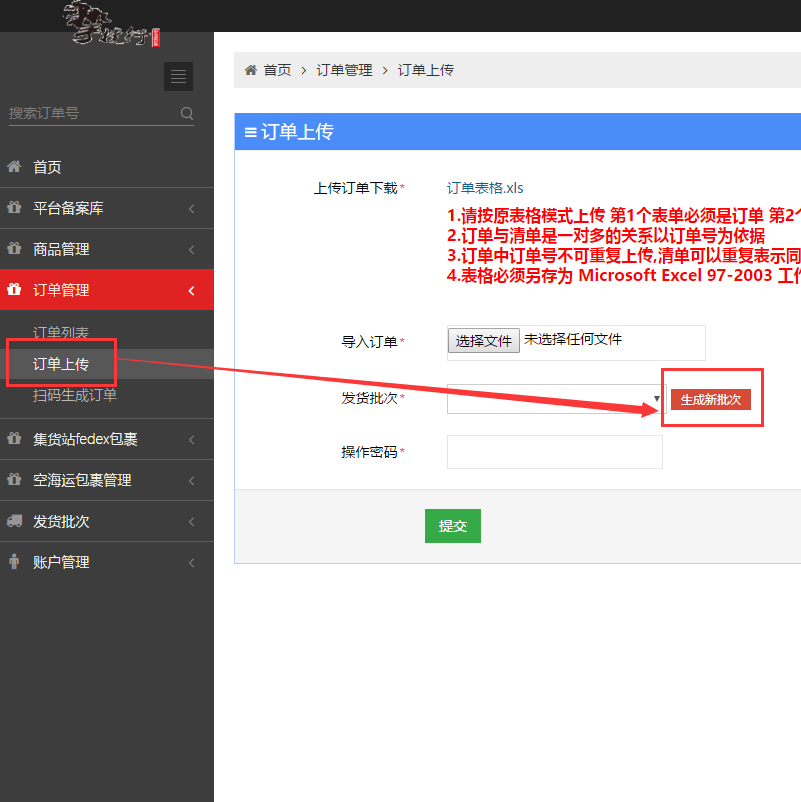 搜索订单号
首页
平台备案库
商品管理
订单管理
订单列表
订单上传
扫码生成订单
集货站fedex包裹
空海运包裹管理
发货批次
账户管理
首页 > 订单管理 > 订单上传
订单上传
上传订单下载* 订单表格.xls
1.请按原表格模式上传 第1个表单必须是订单 第2
2.订单与清单是一对多的关系以订单号为依据
3.订单中订单号不可重复上传,清单可以重复表示同
4.表格必须另存为 Microsoft Excel 97-2003 工
导入订单* 选择文件 未选择任何文件
发货批次* 生成新批次
操作密码*
提交